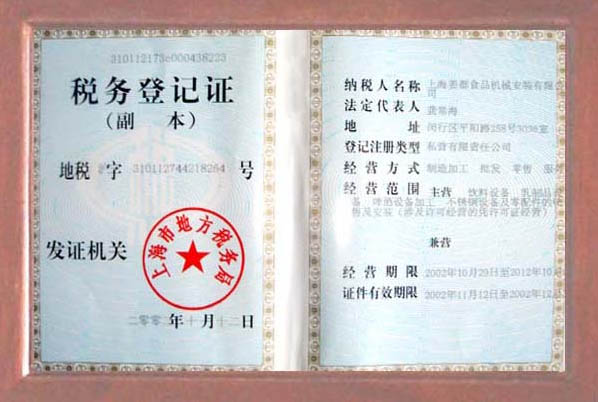 310112173e000438223
税务登记证
（副 本）
地税 字 310112744218264 号
发证机关
上海市地方税务局
二零零二年十一月十二日
纳税人名称 上海姜都食品机械安装有限公
司
法定代表人 龚常海
地 址 闵行区平阳路258号3036室
登记注册类型 私营有限责任公司
经营方式 制造加工 批发 零售 服务
经营范围 主营 饮料设备、乳制品设
备、啤酒设备加工、不锈钢设备及零配件的销
售及安装（涉及许可经营的凭许可证经营）
兼营
经营期限 2002年10月29日至2012年10月
证件有效期限 2002年11月12日至2002年12月